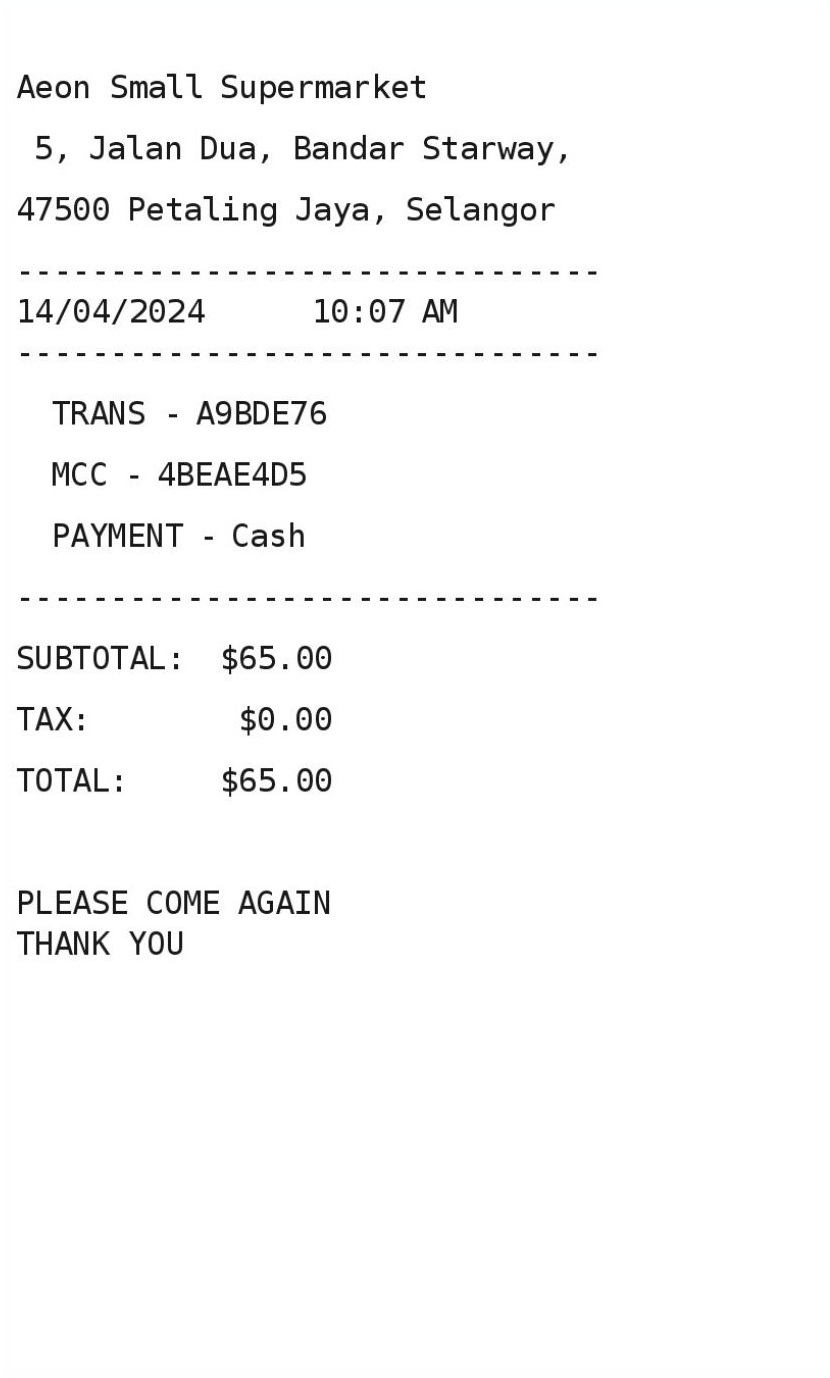 Aeon Small Supermarket
5, Jalan Dua, Bandar Starway,
47500 Petaling Jaya, Selangor
-------------------------------
14/04/2024 10:07 AM
-------------------------------
TRANS - A9BDE76
MCC - 4BEAE4D5
PAYMENT - Cash
-------------------------------
SUBTOTAL: $65.00
TAX: $0.00
TOTAL: $65.00
PLEASE COME AGAIN
THANK YOU